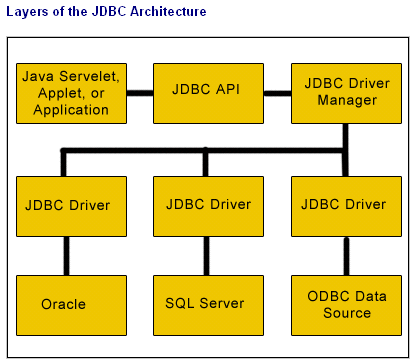 Layers of the JDBC Architecture
Java Servelet,
Applet, or
Application
JDBC API
JDBC Driver
Manager
JDBC Driver
JDBC Driver
JDBC Driver
Oracle
SQL Server
ODBC Data
Source